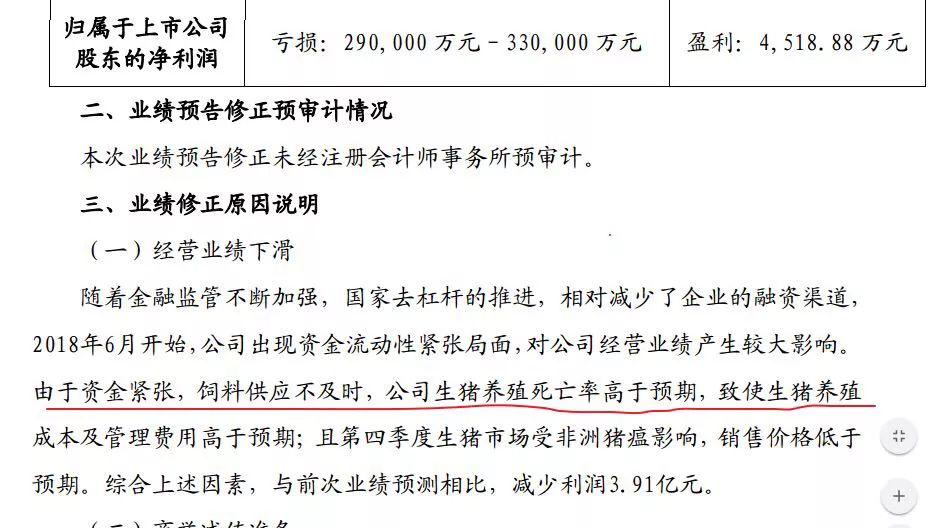 归属于上市公司
股东的净利润
亏损：290,000 万元–330,000 万元
盈利：4,518.88 万元
二、业绩预告修正预审计情况
本次业绩预告修正未经注册会计师事务所预审计。
三、业绩修正原因说明
（一）经营业绩下滑
随着金融监管不断加强，国家去杠杆的推进，相对减少了企业的融资渠道，
2018年6月开始，公司出现资金流动性紧张局面，对公司经营业绩产生较大影响。
由于资金紧张，饲料供应不及时，公司生猪养殖死亡率高于预期，致使生猪养殖
成本及管理费用高于预期；且第四季度生猪市场受非洲猪瘟影响，销售价格低于
预期。综合上述因素，与前次业绩预测相比，减少利润3.91亿元。